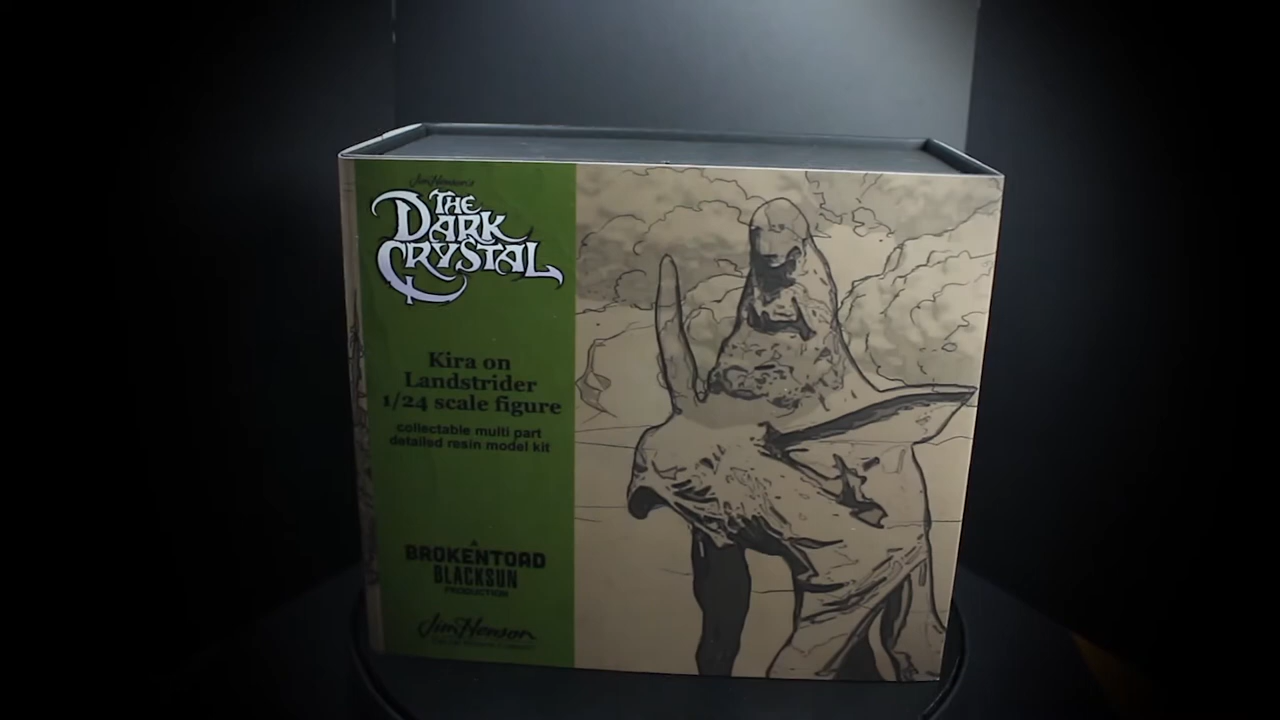 Jim Henson's
THE
DARK
CRYSTAL
Kira on
Landstrider
1/24 scale figure
collectable multi part
detailsd resin model kit
A
BROKENTOAD
BLACKSUN
PRODUCTION
Jim Henson